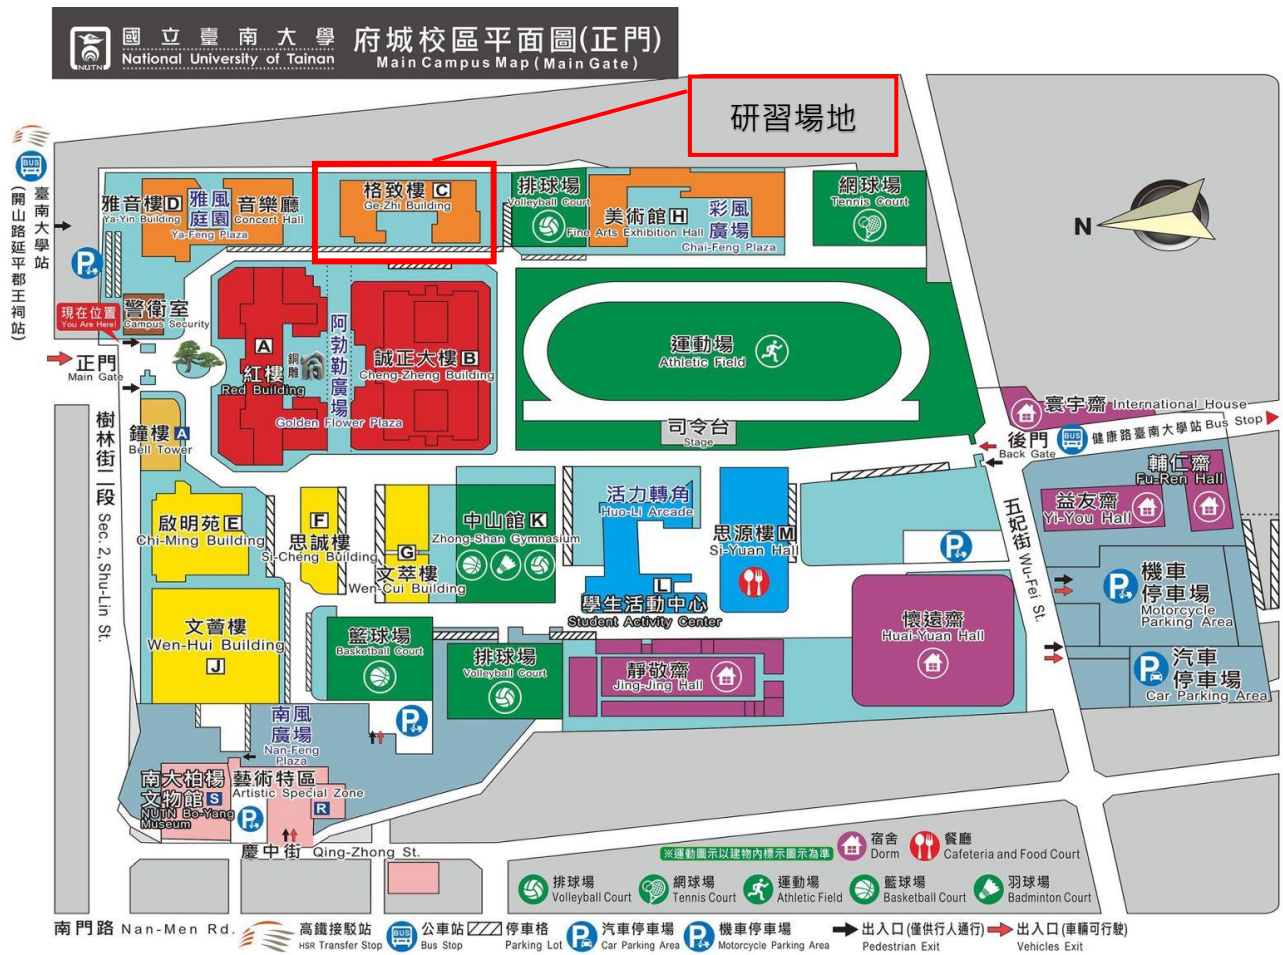 國立臺南大學
National University of Tainan
NUTN
府城校區平面圖(正門)
Main Campus Map ( Main Gate )
研習場地
BUS
臺南大學站
(開山路延平郡王祠站)
雅音樓D
Ya-Yin Building
雅風庭園
Ya-Feng Plaza
音樂廳
Concert Hall
格致樓 C
Ge-Zhi Building
排球場
Volleyball Court
美術館 H
Fine Arts Exhibition Hall
彩風廣場
Chai-Feng Plaza
網球場
Tennis Court
N
P
警衛室
Campus Security
現在位置
You Are Here!
正門
Main Gate
A
紅樓
Red Building
銅雕
阿勃勒廣場
Golden Flower Plaza
誠正大樓 B
Cheng-Zheng Building
運動場
Athletic Field
司令台
Stage
寰宇齋 International House
後門
Back Gate
BUS
健康路臺南大學站 Bus Stop
樹林街二段 Sec. 2, Shu-Lin St.
鐘樓 A
Bell Tower
啟明苑 E
Chi-Ming Building
F
思誠樓
Si-Cheng Building
G
文萃樓
Wen-Cui Building
中山館 K
Zhong-Shan Gymnasium
活力轉角
Huo-Li Arcade
L
學生活動中心
Student Activity Center
思源樓 M
Si-Yuan Hall
P
五妃街 Wu-Fei St.
益友齋
Yi-You Hall
輔仁齋
Fu-Ren Hall
P
機車停車場
Motorcycle Parking Area
P
汽車停車場
Car Parking Area
文薈樓
Wen-Hui Building
J
籃球場
Basketball Court
排球場
Volleyball Court
靜敬齋
Jing-Jing Hall
懷遠齋
Huai-Yuan Hall
P
南風廣場
Nan-Feng Plaza
南大柏楊文物館 S
NUTN Bo-Yang Museum
藝術特區
Artistic Special Zone
R
P
慶中街 Qing-Zhong St.
南門路 Nan-Men Rd.
※運動圖示以建物內標示圖示為準
宿舍
Dorm
餐廳
Cafeteria and Food Court
排球場
Volleyball Court
網球場
Tennis Court
運動場
Athletic Field
籃球場
Basketball Court
羽球場
Badminton Court
高鐵接駁站
HSR Transfer Stop
BUS
公車站
Bus Stop
停車格
Parking Lot
P
汽車停車場
Car Parking Area
P
機車停車場
Motorcycle Parking Area
出入口(僅供行人通行)
Pedestrian Exit
出入口(車輛可行駛)
Vehicles Exit